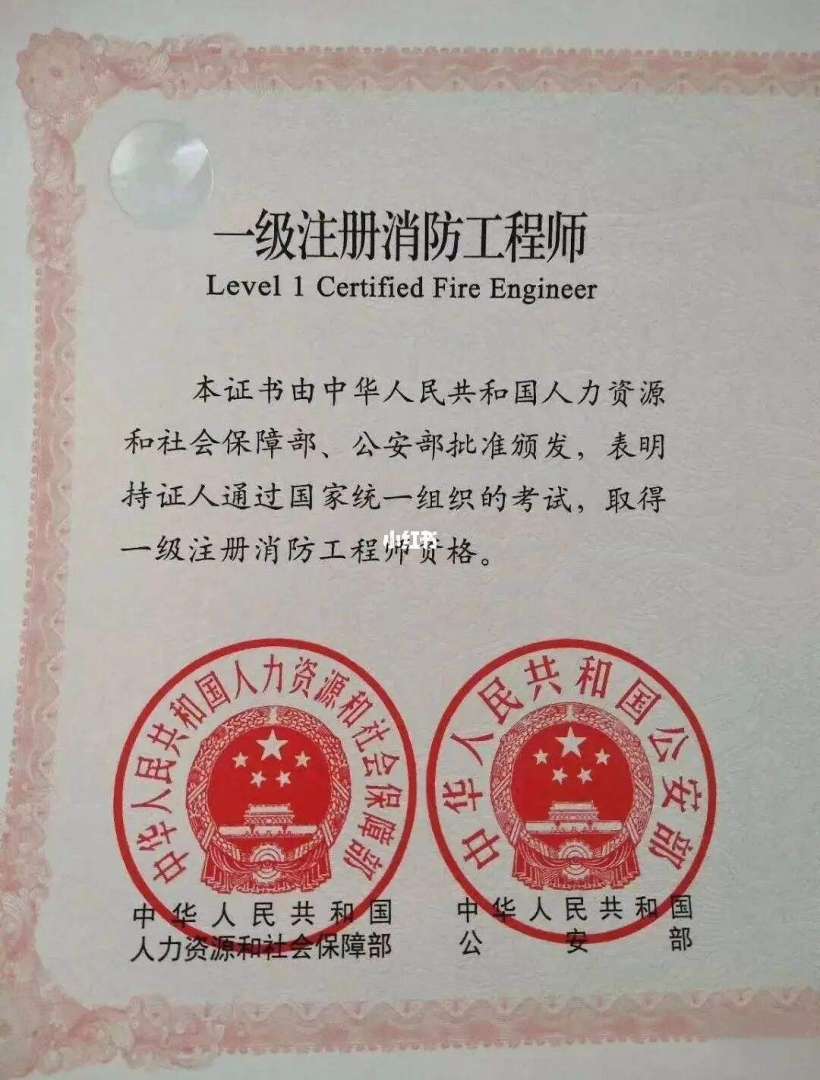 一级注册消防工程师
Level 1 Certified Fire Engineer
本证书由中华人民共和国人力资源
和社会保障部、公安部批准颁发，表明
持证人通过国家统一组织的考试，取得
一级注册消防工程师资格。
小红书
中华人民共和国人力资源和社会保障部
中华人民共和国公安部
中华人民共和国
人力资源和社会保障部
中华人民共和国
公安部